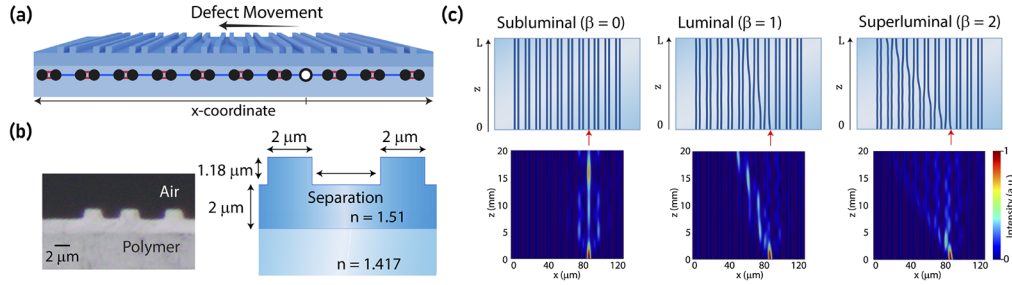 (a)
Defect Movement
x-coordinate
(b)
Air
Polymer
2 μm
2 μm
2 μm
1.18 μm
2 μm
Separation
n = 1.51
n = 1.417
(c)
Subluminal (β = 0)
Luminal (β = 1)
Superluminal (β = 2)
L
z
0
L
z
0
L
z
0
20
15
10
5
0
z (mm)
0 40 80 120
x (μm)
20
15
10
5
0
z (mm)
0 40 80 120
x (μm)
20
15
10
5
0
z (mm)
0 40 80 120
x (μm)
1
0
Intensity (a.u.)